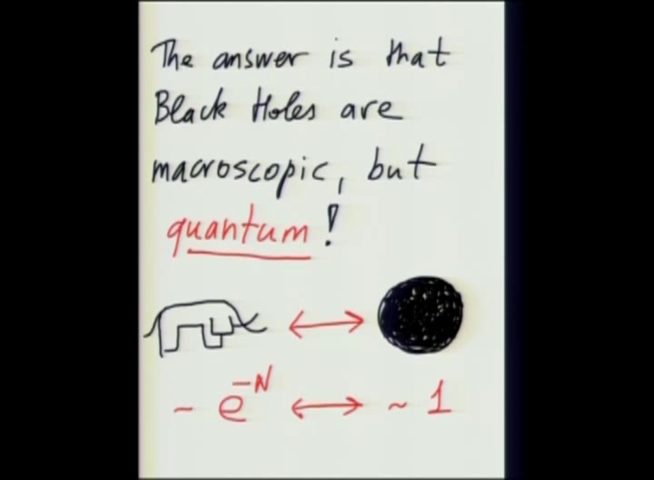 The answer is that
Black Holes are
macroscopic, but
quantum!
~ e^-N ↔ ~ 1